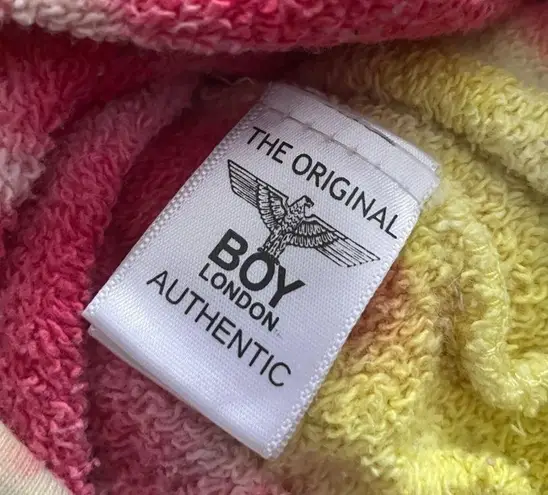 THE ORIGINAL
BOY
LONDON
AUTHENTIC